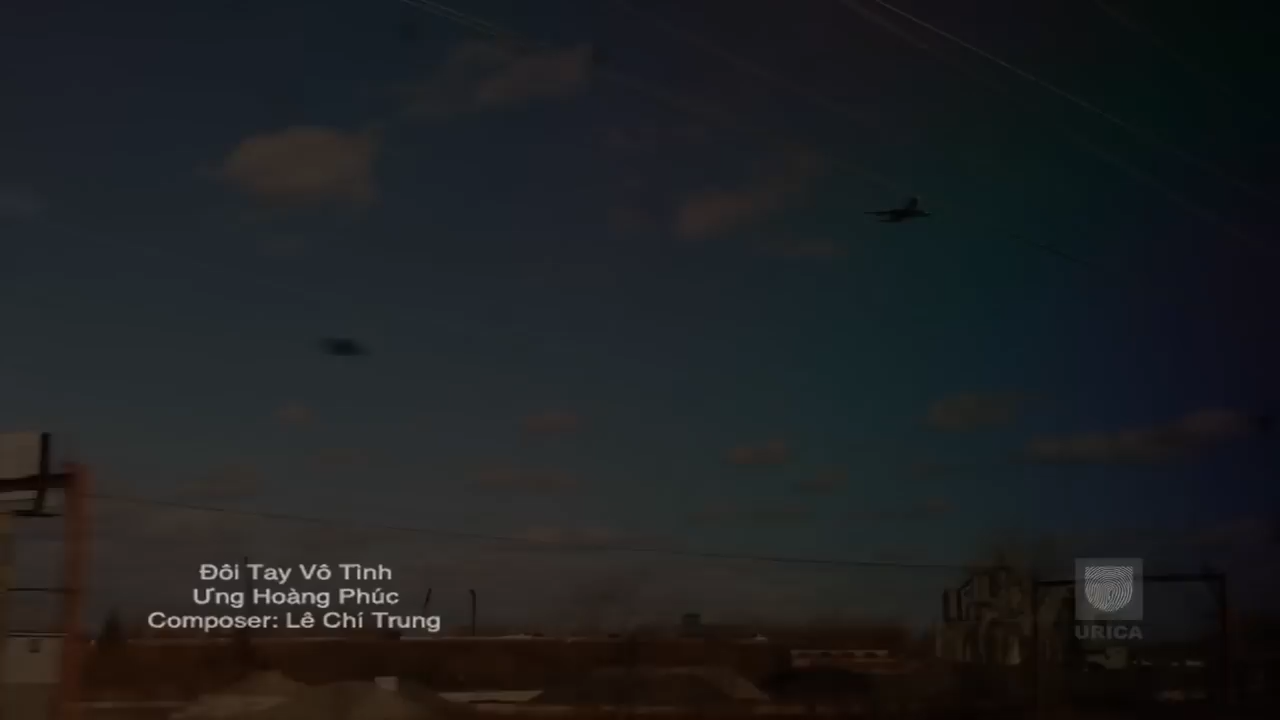 Đôi Tay Vô Tình
Ưng Hoàng Phúc
Composer: Lê Chí Trung
URICA